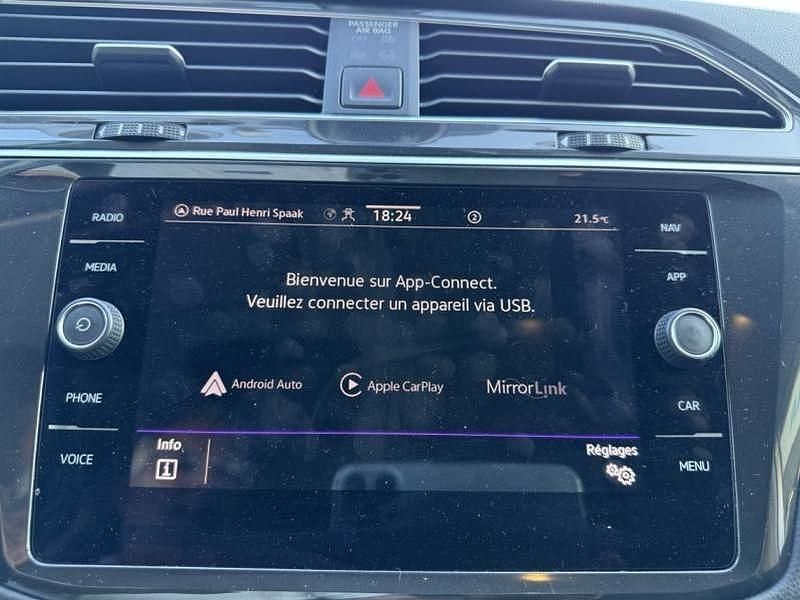 PASSENGER
AIR BAG
RADIO
Rue Paul Henri Spaak
18:24
2
21.5°C
NAV
MEDIA
APP
Bienvenue sur App-Connect.
Veuillez connecter un appareil via USB.
Android Auto
Apple CarPlay
MirrorLink
PHONE
CAR
Info
Réglages
VOICE
MENU